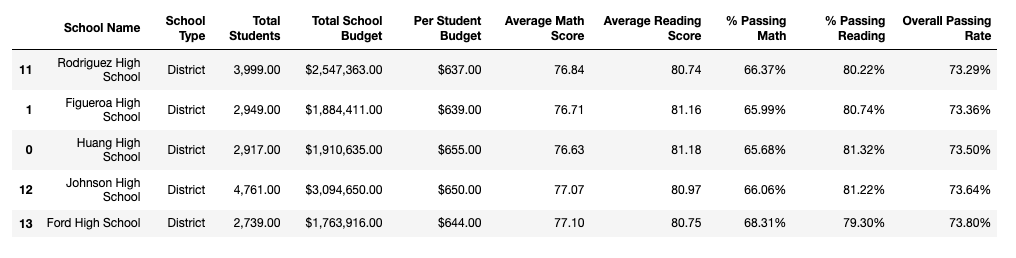 School Name School Type Total Students Total School Budget Per Student Budget Average Math Score Average Reading Score % Passing Math % Passing Reading Overall Passing Rate
11 Rodriguez High School District 3,999.00 $2,547,363.00 $637.00 76.84 80.74 66.37% 80.22% 73.29%
1 Figueroa High School District 2,949.00 $1,884,411.00 $639.00 76.71 81.16 65.99% 80.74% 73.36%
0 Huang High School District 2,917.00 $1,910,635.00 $655.00 76.63 81.18 65.68% 81.32% 73.50%
12 Johnson High School District 4,761.00 $3,094,650.00 $650.00 77.07 80.97 66.06% 81.22% 73.64%
13 Ford High School District 2,739.00 $1,763,916.00 $644.00 77.10 80.75 68.31% 79.30% 73.80%